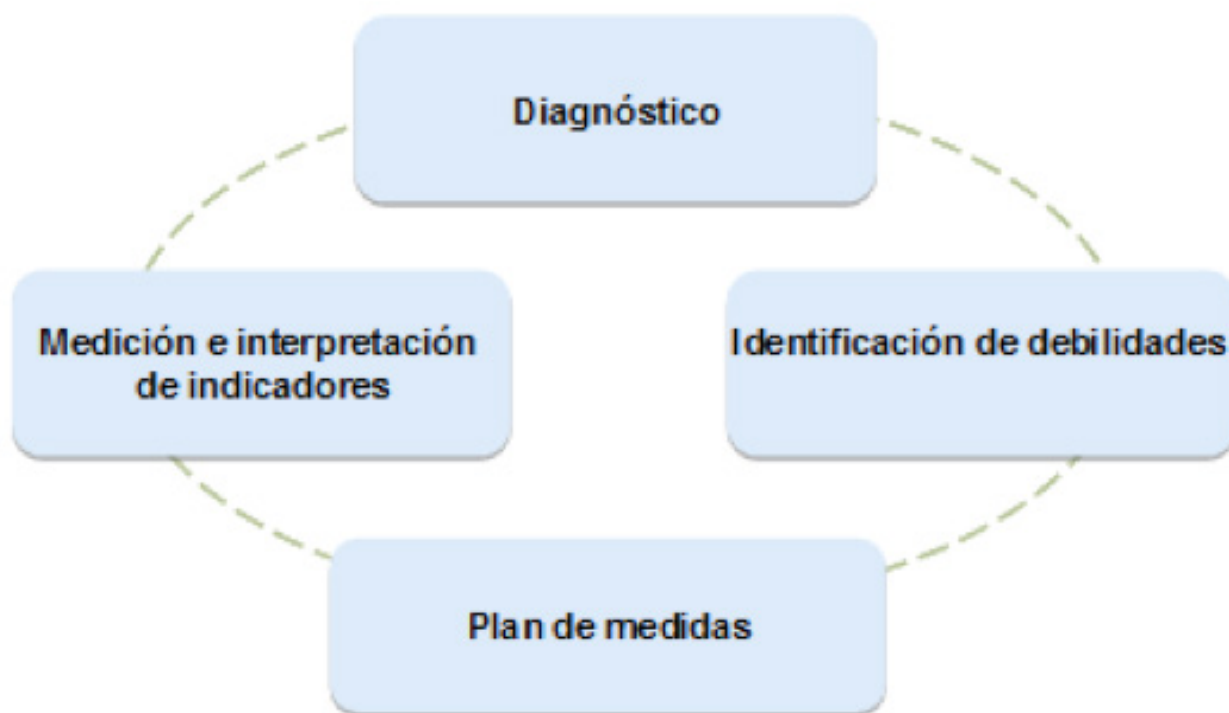 Diagnóstico
Medición e interpretación
de indicadores
Identificación de debilidades
Plan de medidas